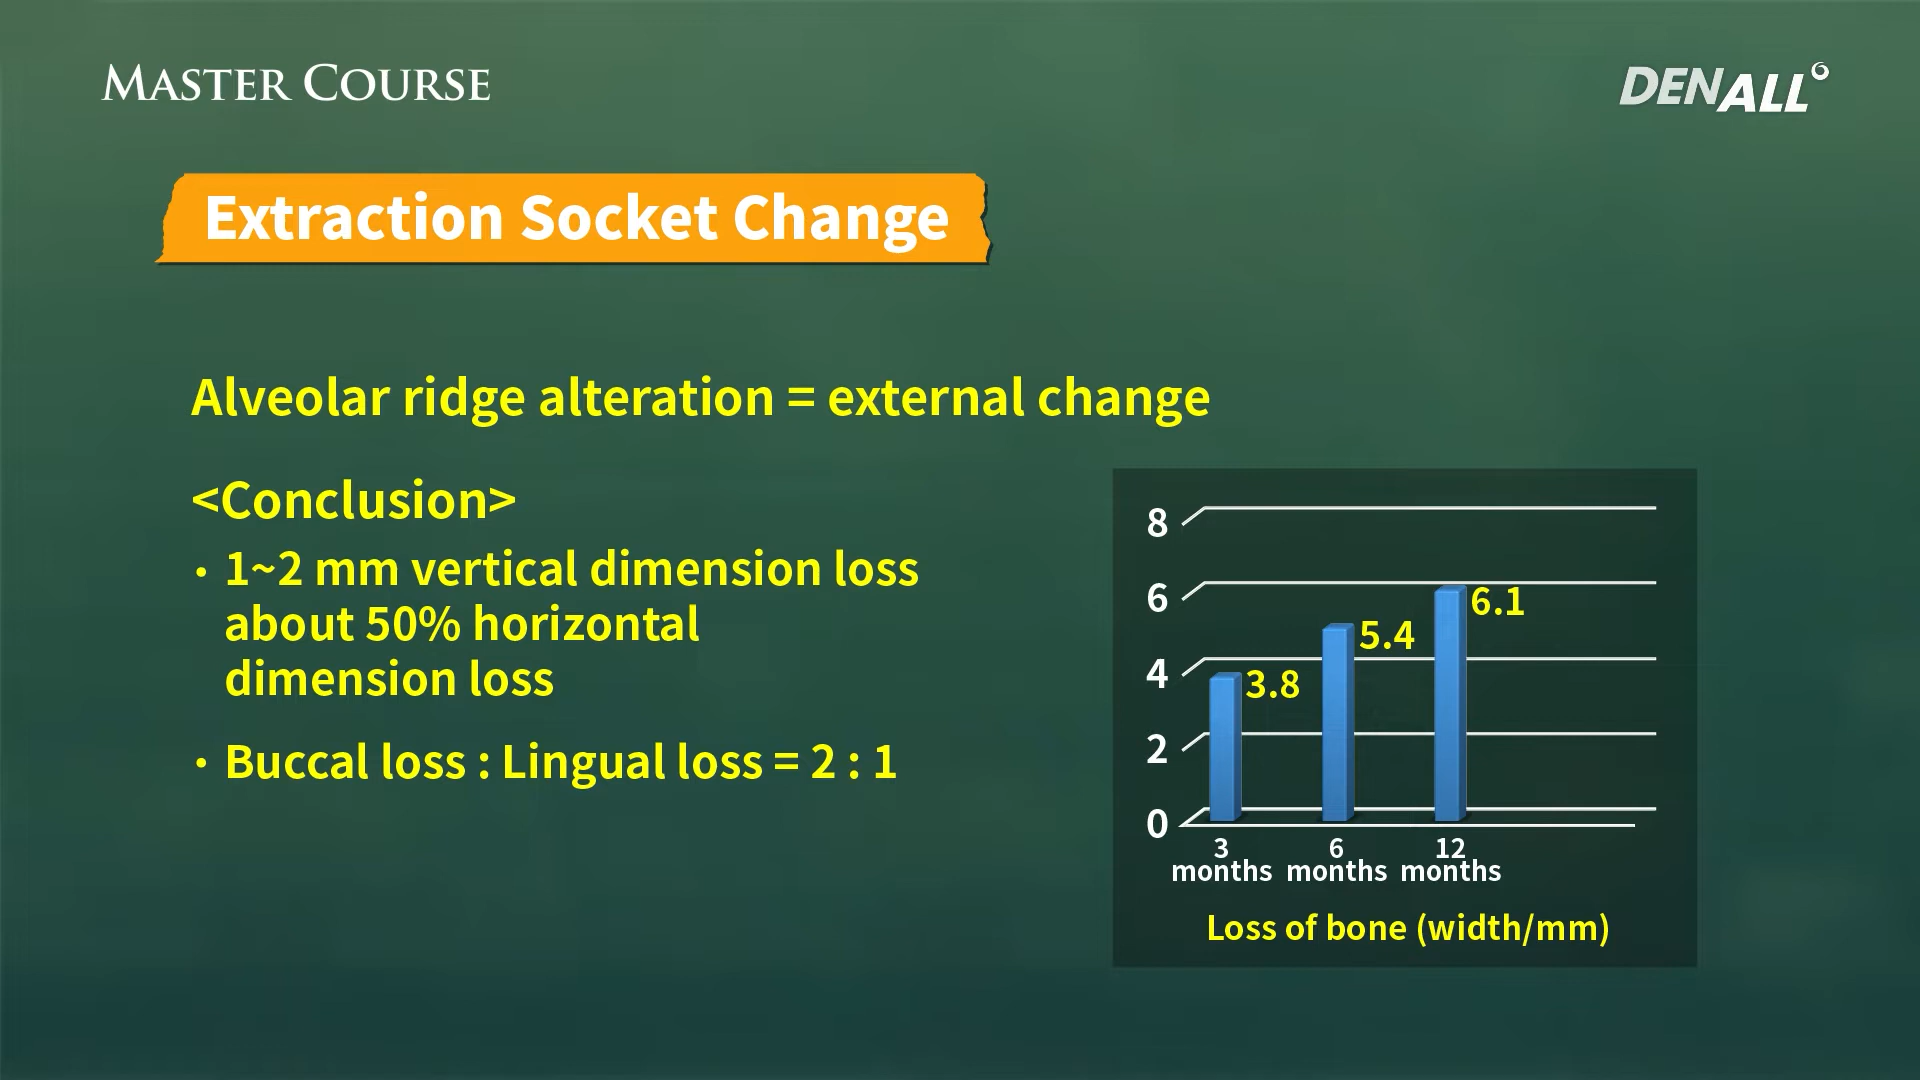 MASTER COURSE
DENALL
Extraction Socket Change
Alveolar ridge alteration = external change
<Conclusion>
· 1~2 mm vertical dimension loss
about 50% horizontal
dimension loss
· Buccal loss : Lingual loss = 2 : 1
8
6
4
2
0
3.8
5.4
6.1
3 months
6 months
12 months
Loss of bone (width/mm)